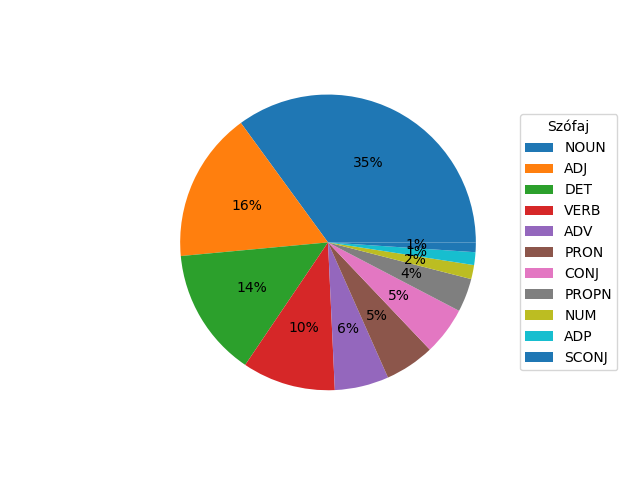 35%
16%
14%
10%
6%
5%
5%
4%
2%
1%
1%
Szófaj
NOUN
ADJ
DET
VERB
ADV
PRON
CONJ
PROPN
NUM
ADP
SCONJ